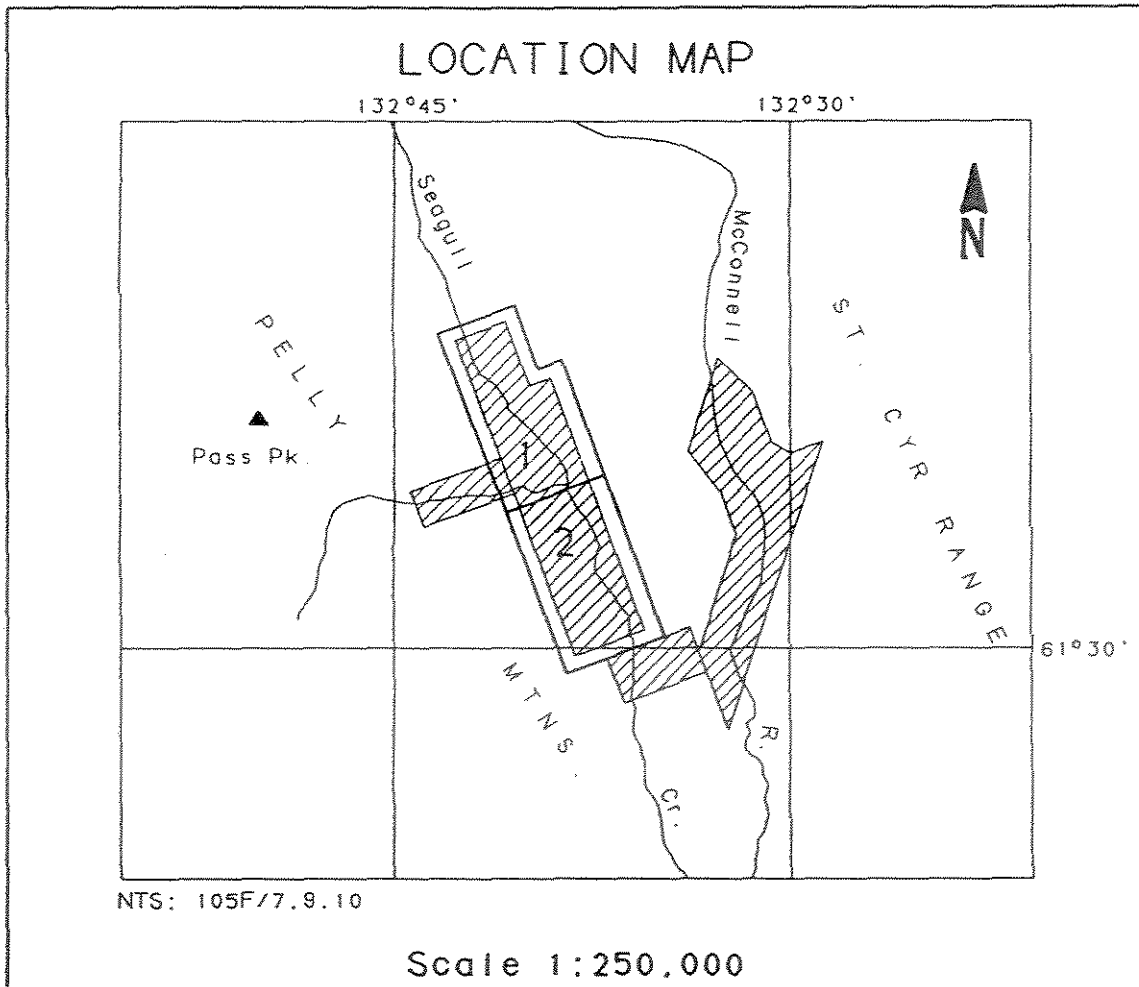 LOCATION MAP
132°45'
132°30'
Seagull
McConnell
N
PELLY
ST. CYR RANGE
Pass Pk.
1
2
61°30'
MTNS.
R.
Cr.
NTS: 105F/7,9,10
Scale 1:250,000